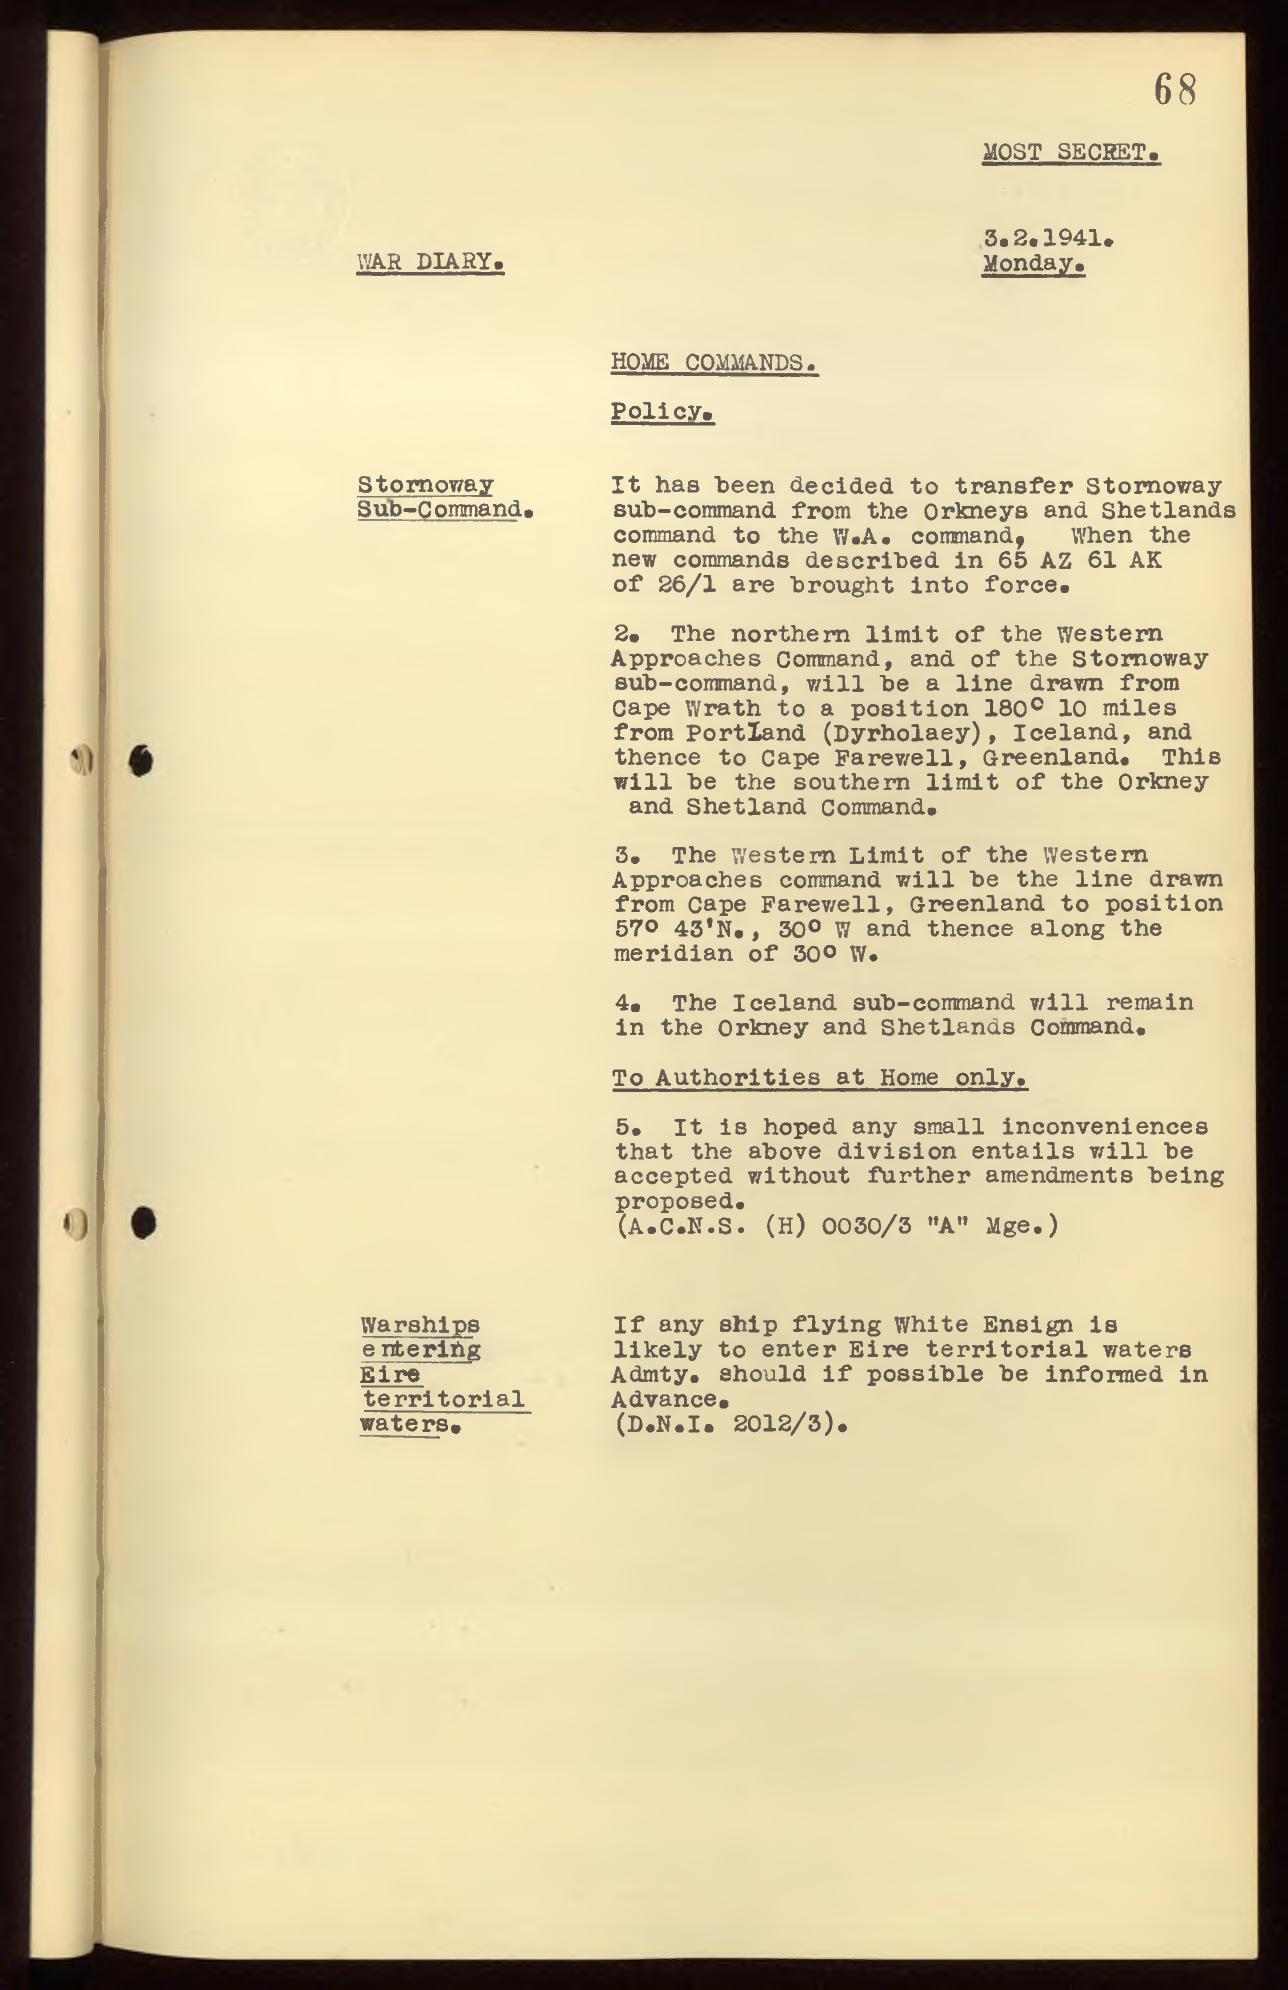 68
MOST SECRET.
3.2.1941.
WAR DIARY.
Monday.
HOME COMMANDS.
Policy.
Stornoway
Sub-Command.
It has been decided to transfer Stornoway
sub-command from the Orkneys and Shetlands
command to the W.A. command, When the
new commands described in 65 AZ 61 AK
of 26/1 are brought into force.
2. The northern limit of the Western
Approaches Command, and of the Stornoway
sub-command, will be a line drawn from
Cape Wrath to a position 180° 10 miles
from Portland (Dyrholaey), Iceland, and
thence to Cape Farewell, Greenland. This
will be the southern limit of the Orkney
and Shetland Command.
3. The Western Limit of the Western
Approaches command will be the line drawn
from Cape Farewell, Greenland to position
57° 43'N., 30° W and thence along the
meridian of 30° W.
4. The Iceland sub-command will remain
in the Orkney and Shetlands Command.
To Authorities at Home only.
5. It is hoped any small inconveniences
that the above division entails will be
accepted without further amendments being
proposed.
(A.C.N.S. (H) 0030/3 "A" Mge.)
Warships
entering
Eire
territorial
waters.
If any ship flying White Ensign is
likely to enter Eire territorial waters
Admty. should if possible be informed in
Advance.
(D.N.I. 2012/3).